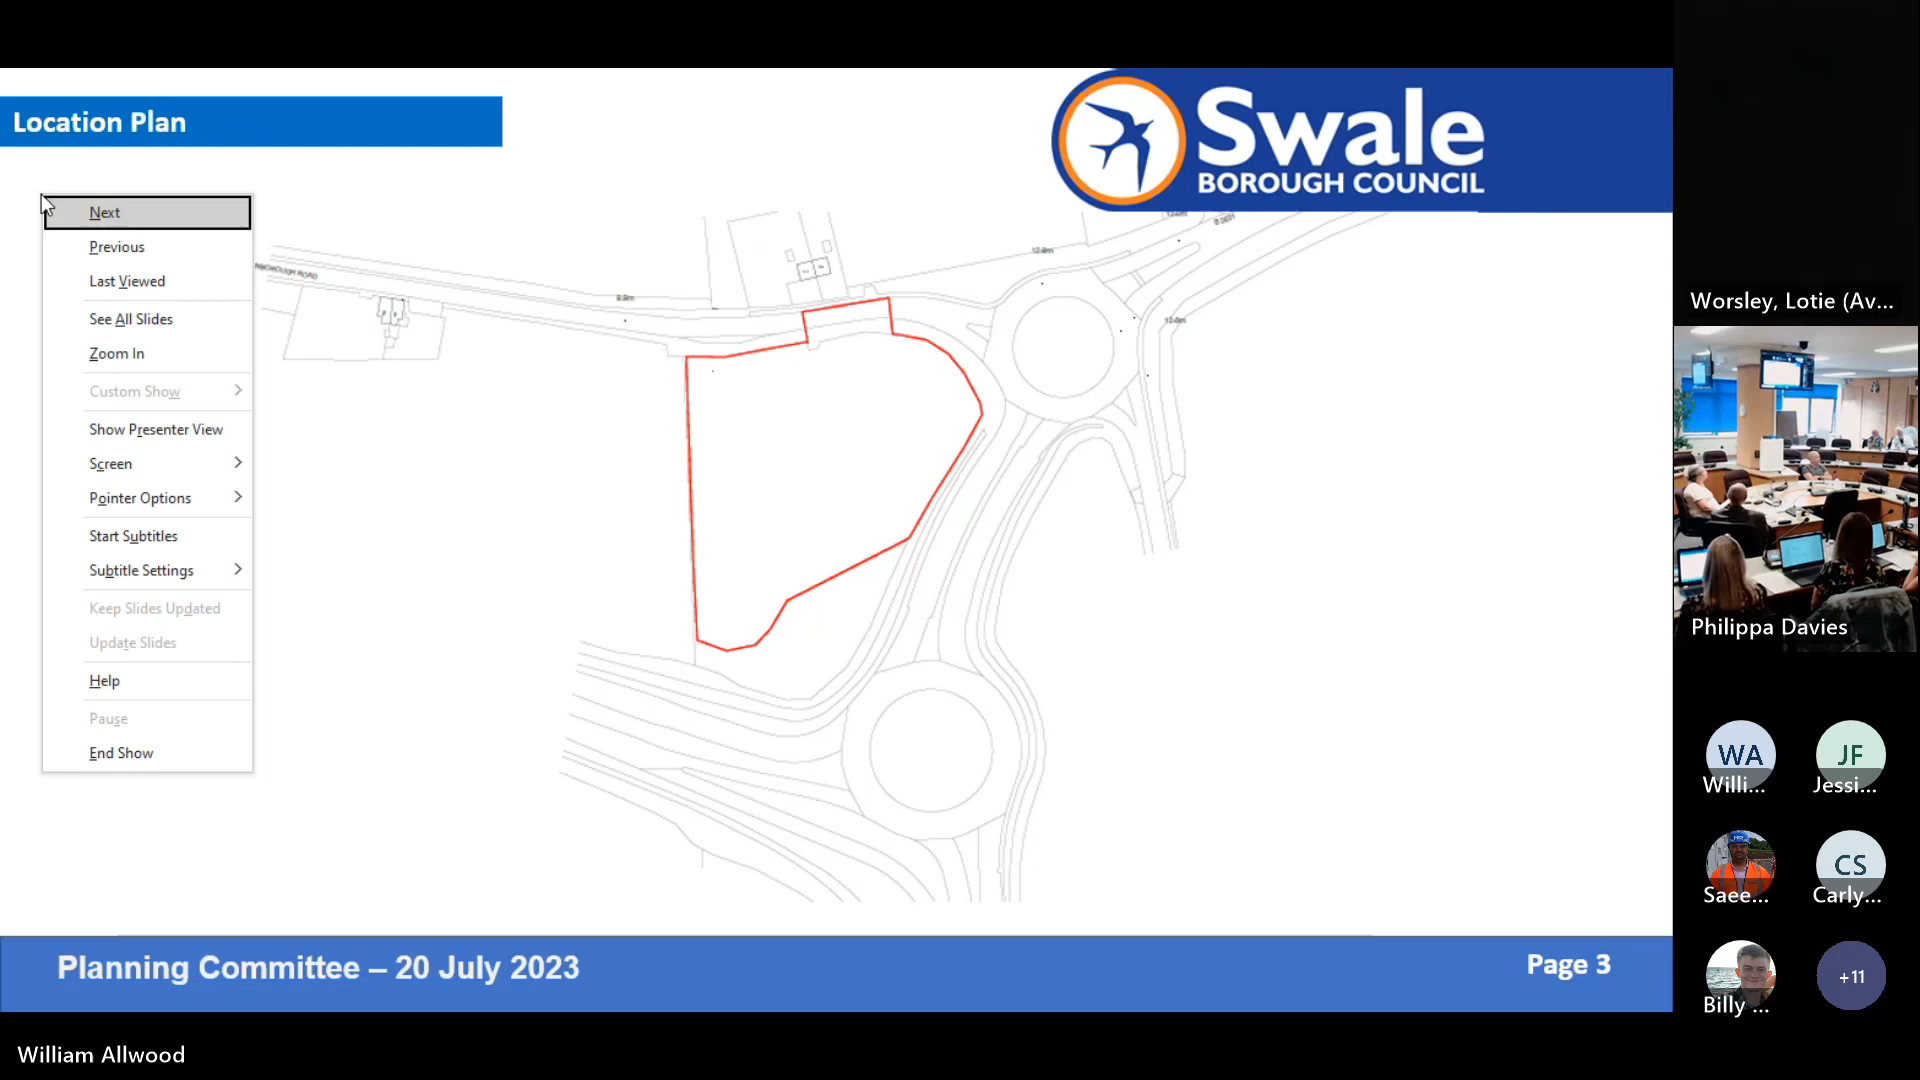 Location Plan
Swale
BOROUGH COUNCIL
Next
Previous
Last Viewed
See All Slides
Zoom In
Custom Show
Show Presenter View
Screen
Pointer Options
Start Subtitles
Subtitle Settings
Keep Slides Updated
Update Slides
Help
Pause
End Show
9.9m
Planning Committee – 20 July 2023
Page 3
William Allwood
Worsley, Lotie (Av...
Philippa Davies
WA
Willi...
JF
Jessi...
Saee...
CS
Carly...
Billy ...
+11